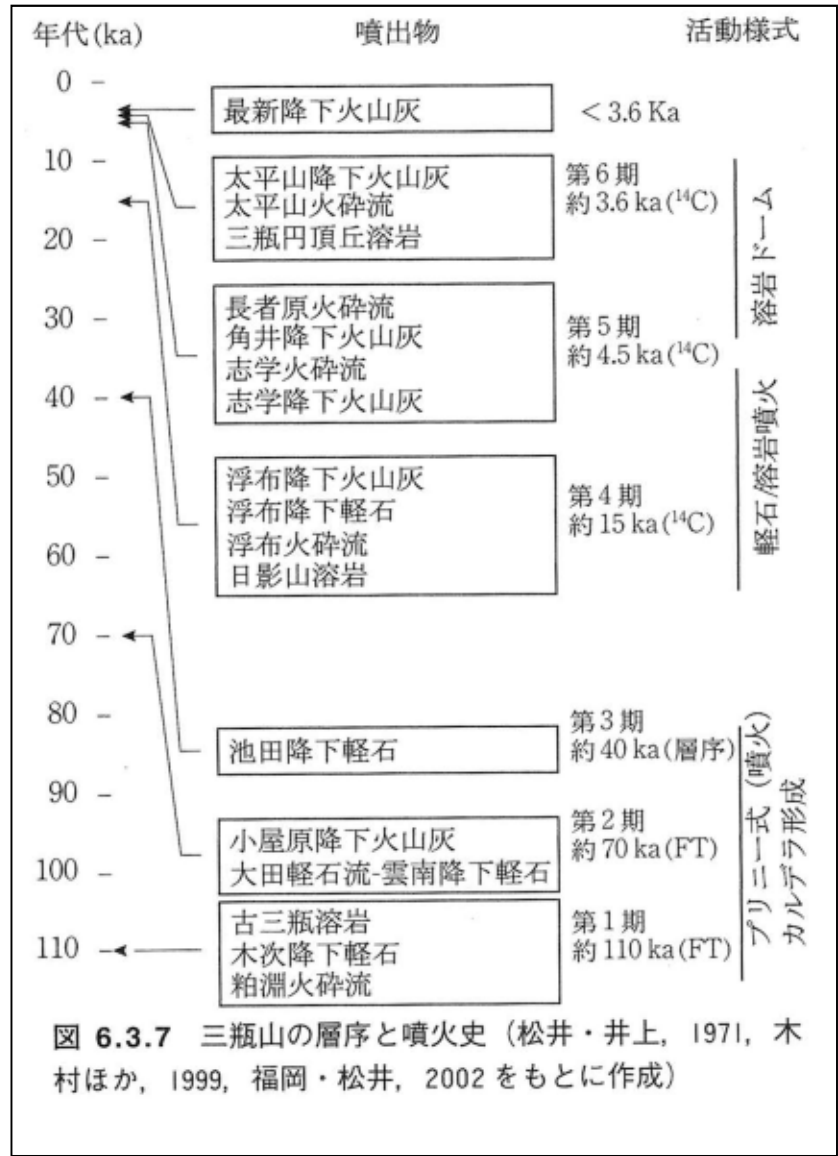 年代(ka) 噴出物 活動様式
0
最新降下火山灰 < 3.6 Ka
10
太平山降下火山灰 第6期
太平山火砕流 約 3.6 ka(¹⁴C)
20
三瓶円頂丘溶岩
溶岩ドーム
30
長者原火砕流
角井降下火山灰 第5期
志学火砕流 約 4.5 ka(¹⁴C)
志学降下火山灰
40
軽石/溶岩噴火
50
浮布降下火山灰 第4期
浮布降下軽石 約 15 ka(¹⁴C)
浮布火砕流
60
日影山溶岩
70
80
池田降下軽石 第3期
約 40 ka(層序)
90
小屋原降下火山灰 第2期
大田軽石流-雲南降下軽石 約 70 ka(FT)
100
古三瓶溶岩 第1期
木次降下軽石 約 110 ka(FT)
110
粕淵火砕流
プリニー式(噴火)
カルデラ形成
図 6.3.7 三瓶山の層序と噴火史(松井・井上, 1971, 木
村ほか, 1999, 福岡・松井, 2002 をもとに作成)